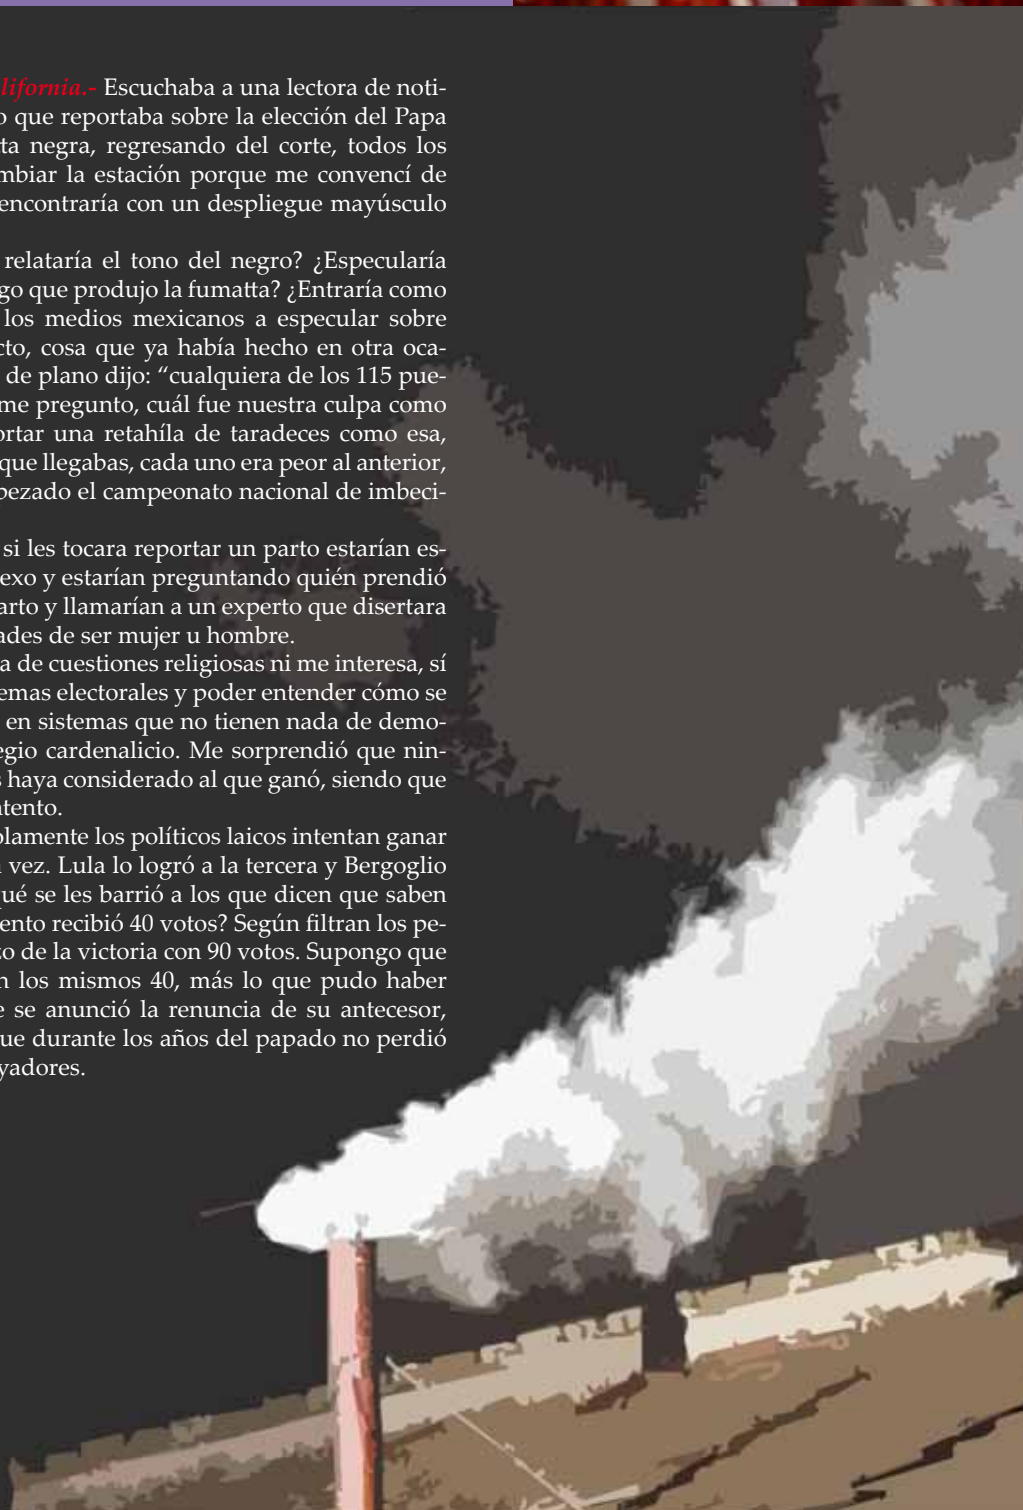 lifornia.- Escuchaba a una lectora de noti-
o que reportaba sobre la elección del Papa
ta negra, regresando del corte, todos los
mbiar la estación porque me convencí de
encontraría con un despliegue mayúsculo
relataría el tono del negro? ¿Especularía
go que produjo la fumatta? ¿Entraría como
los medios mexicanos a especular sobre
cto, cosa que ya había hecho en otra oca-
de plano dijo: “cualquiera de los 115 pue-
me pregunto, cuál fue nuestra culpa como
ortar una retahíla de taradeces como esa,
que llegabas, cada uno era peor al anterior,
pezado el campeonato nacional de imbeci-
si les tocara reportar un parto estarían es-
exo y estarían preguntando quién prendió
arto y llamarían a un experto que disertara
ades de ser mujer u hombre.
a de cuestiones religiosas ni me interesa, sí
emas electorales y poder entender cómo se
en sistemas que no tienen nada de demo-
egio cardenalicio. Me sorprendió que nin-
s haya considerado al que ganó, siendo que
ntento.
olamente los políticos laicos intentan ganar
a vez. Lula lo logró a la tercera y Bergoglio
qué se les barrió a los que dicen que saben
ento recibió 40 votos? Según filtran los pe-
zo de la victoria con 90 votos. Supongo que
n los mismos 40, más lo que pudo haber
e se anunció la renuncia de su antecesor,
que durante los años del papado no perdió
yadores.